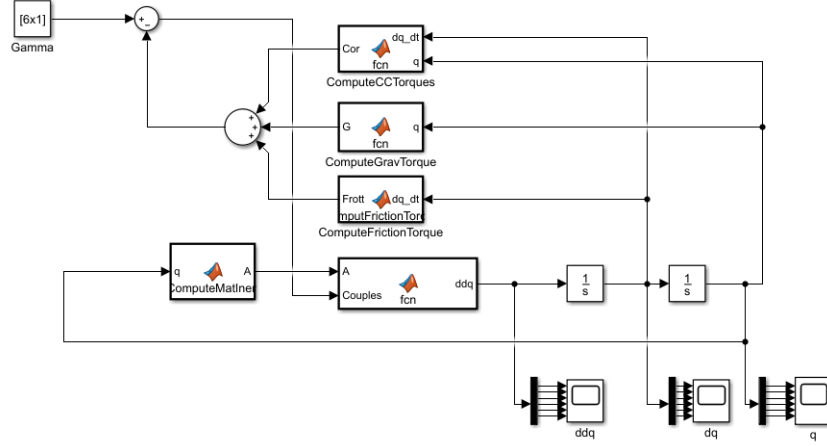 [6x1]
Gamma
+
−
Cor
dq_dt
q
fcn
ComputeCCTorques
+
+
+
G
q
fcn
ComputeGravTorque
Frott
dq_dt
mputFrictionTorq
ComputeFrictionTorque
q
A
ComputeMatIner
A
Couples
ddq
fcn
1
s
1
s
ddq
dq
q